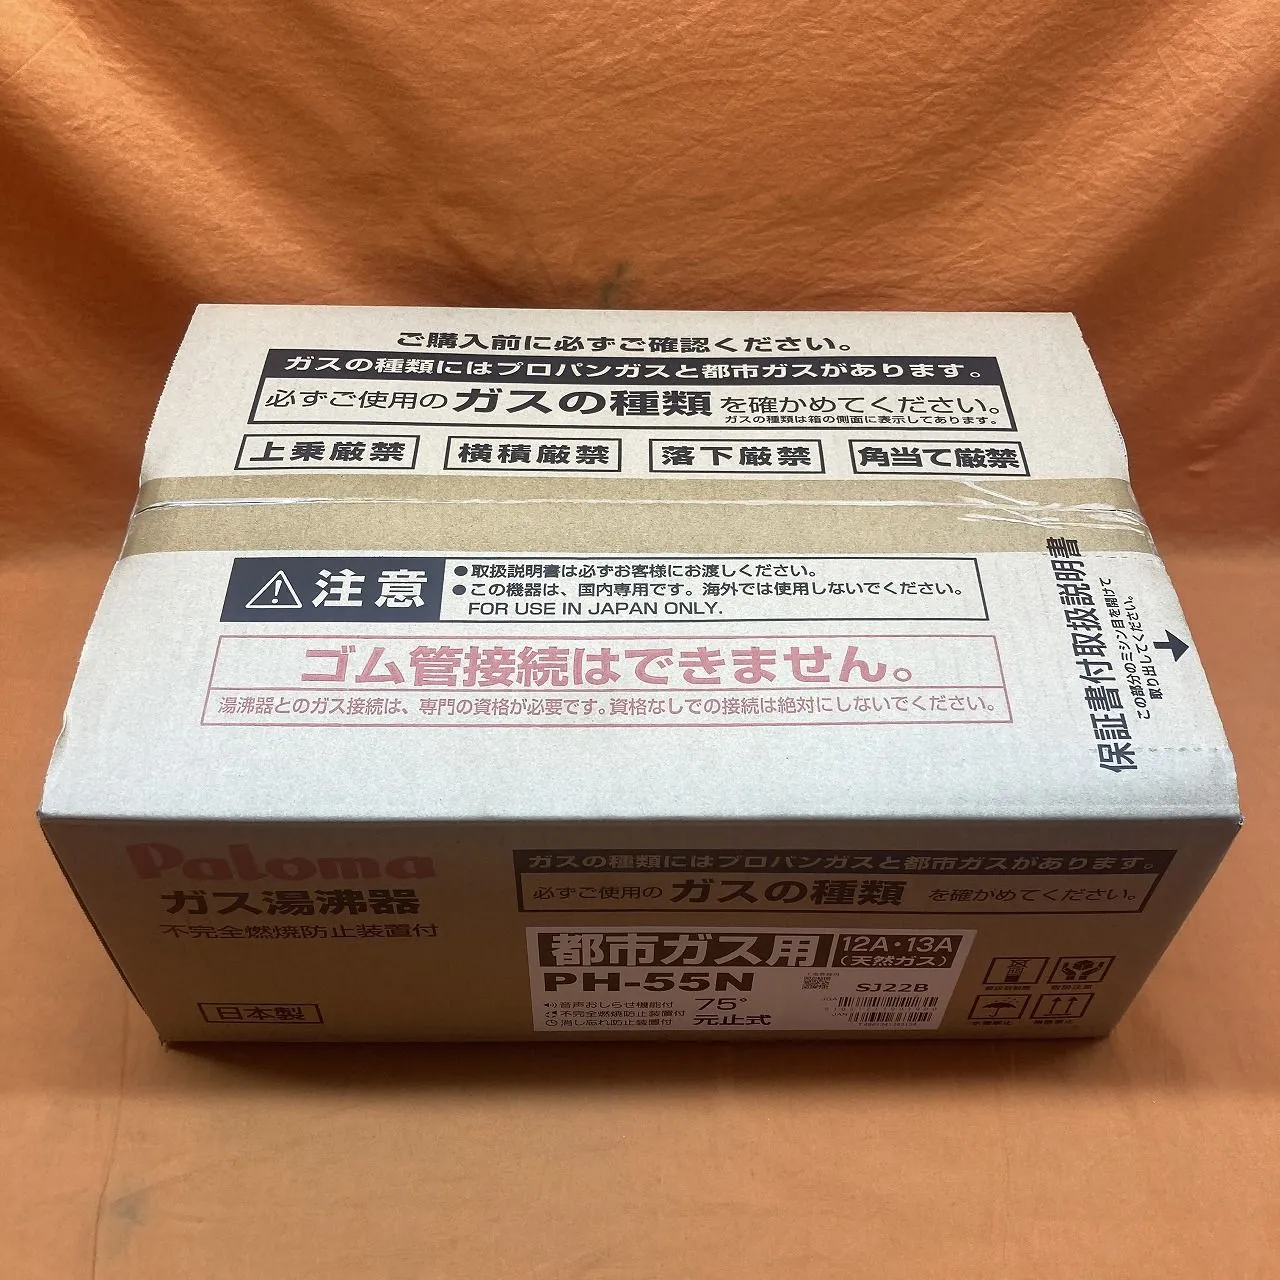 ご購入前に必ずご確認ください。
ガスの種類にはプロパンガスと都市ガスがあります。
必ずご使用のガスの種類を確かめてください。
ガスの種類は箱の側面に表示してあります。
上乗厳禁 横積厳禁 落下厳禁 角当て厳禁
注意
●取扱説明書は必ずお客様にお渡しください。
●この機器は、国内専用です。海外では使用しないでください。
FOR USE IN JAPAN ONLY.
ゴム管接続はできません。
湯沸器とのガス接続は、専門の資格が必要です。資格なしでの接続は絶対にしないでください。
保証書付取扱説明書
この部分のミシン目を開けて
取り出してください。
Paloma
ガス湯沸器
不完全燃焼防止装置付
日本製
ガスの種類にはプロパンガスと都市ガスがあります。
必ずご使用のガスの種類を確かめてください。
都市ガス用
12A・13A
(天然ガス)
PH-55N
SJ22B
音声お知らせ機能付
不完全燃焼防止装置付
消し忘れ防止装置付
75°
元止式
JAN
取扱注意
水濡禁止